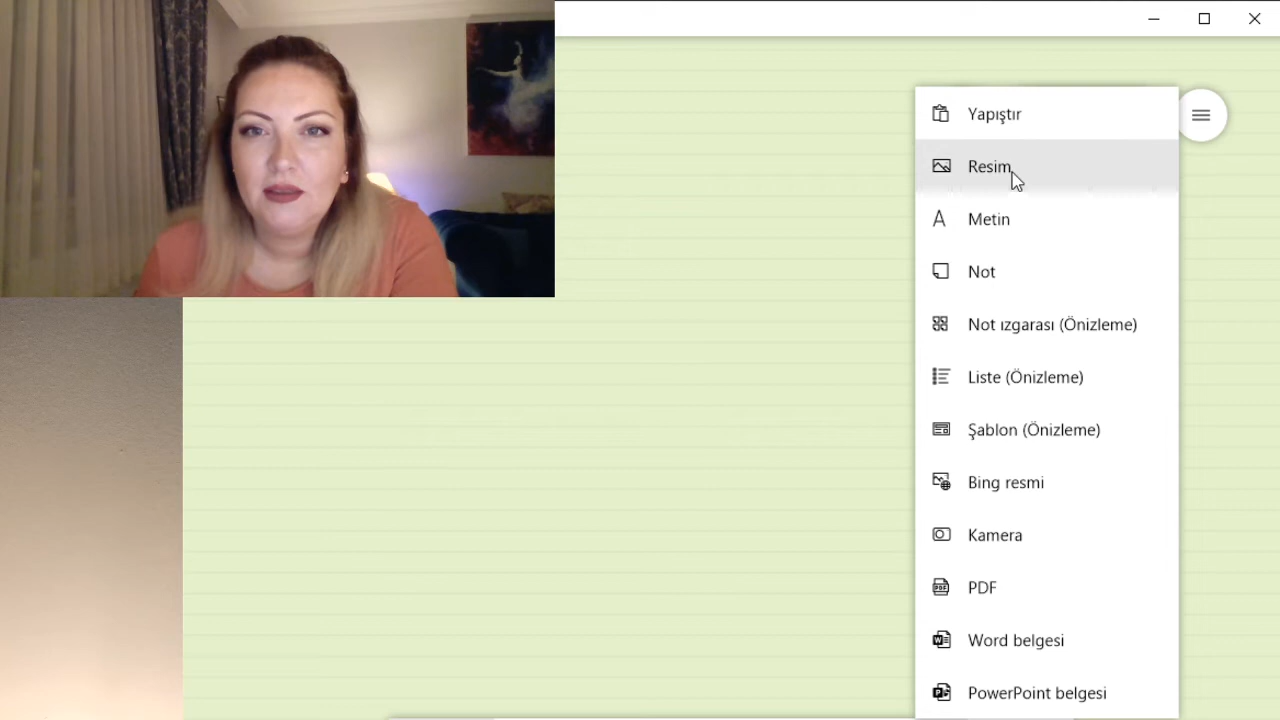 Yapıştır
Resim
Metin
Not
Not ızgarası (Önizleme)
Liste (Önizleme)
Şablon (Önizleme)
Bing resmi
Kamera
PDF
Word belgesi
PowerPoint belgesi